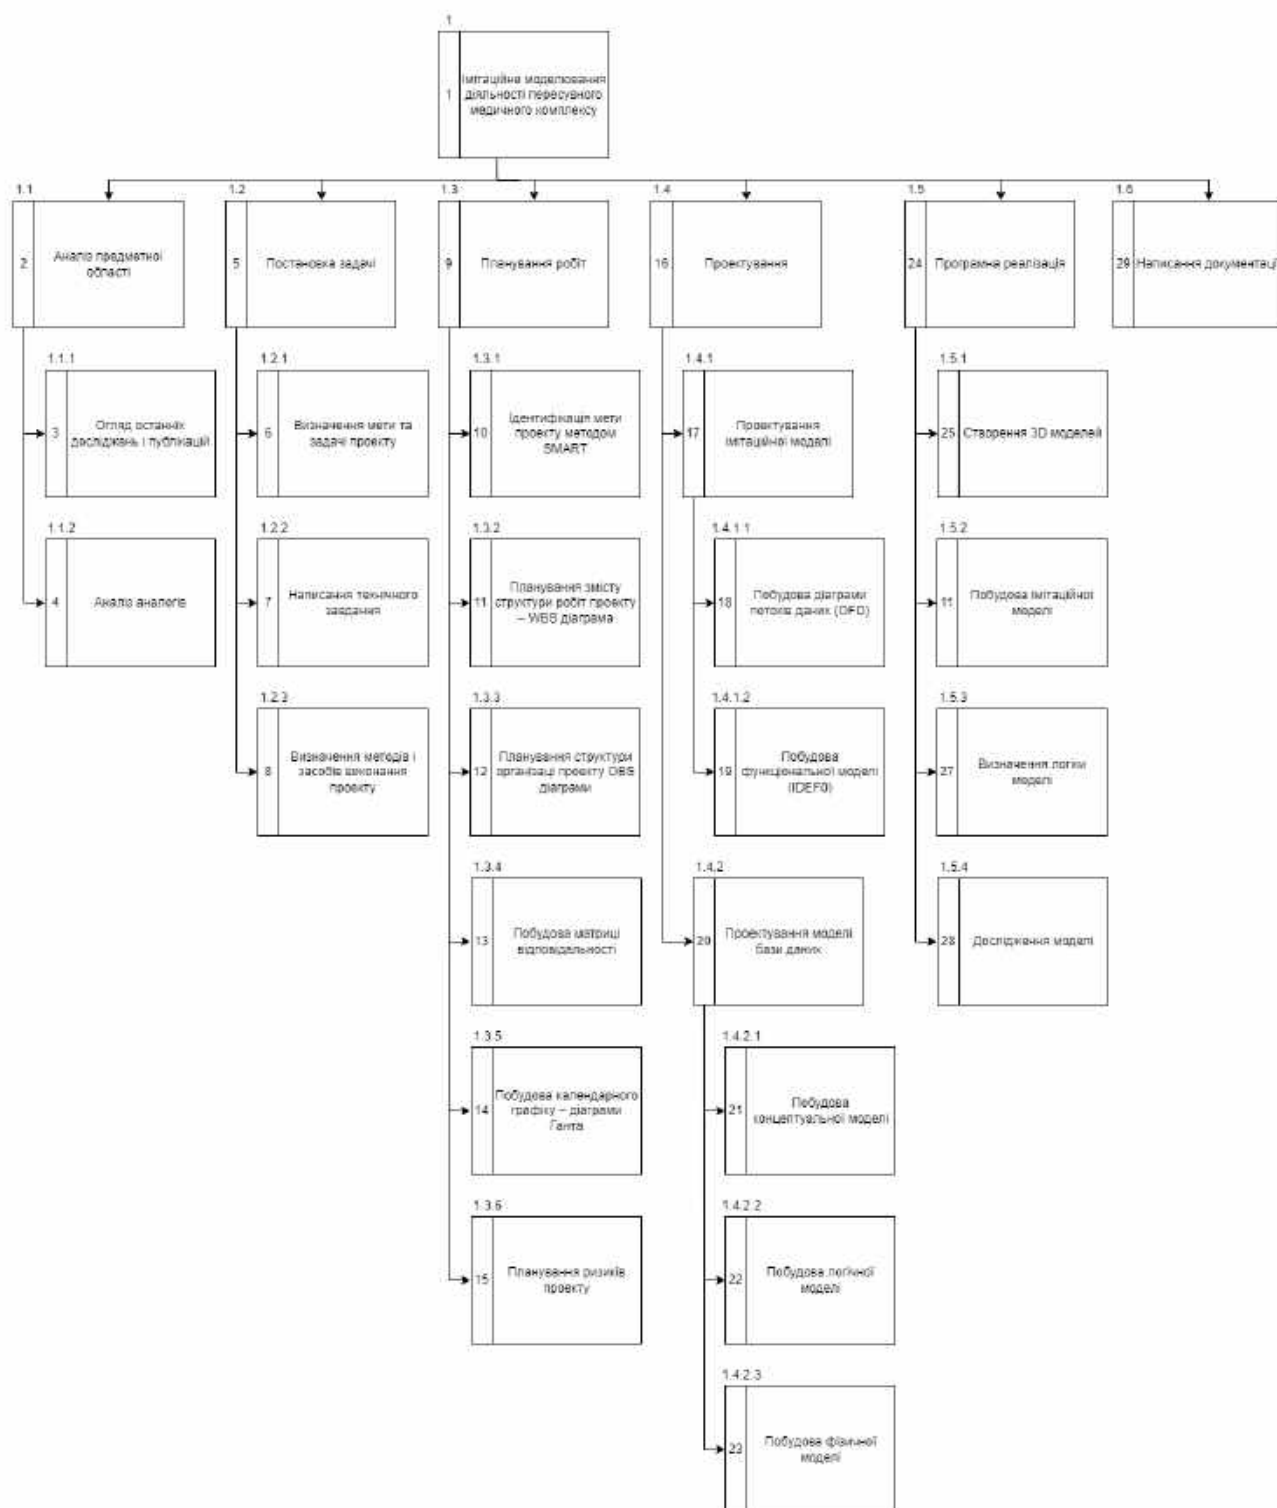 1
1
Імітаційне моделювання
діяльності пересувного
медичного комплексу
1.1
2
Аналіз предметної
області
1.1.1
3
Огляд останніх
досліджень і публікацій
1.1.2
4
Аналіз аналогів
1.2
5
Постановка задачі
1.2.1
6
Визначення мети та
задачі проекту
1.2.2
7
Написання технічного
завдання
1.2.3
8
Визначення методів і
засобів виконання
проекту
1.3
9
Планування робіт
1.3.1
10
Ідентифікація мети
проекту методом
SMART
1.3.2
11
Планування змісту
структури робіт проекту
– WBS діаграма
1.3.3
12
Планування структури
організації проекту OBS
діаграми
1.3.4
13
Побудова матриці
відповідальності
1.3.5
14
Побудова календарного
графіку – діаграми
Ганта
1.3.6
15
Планування ризиків
проекту
1.4
16
Проектування
1.4.1
17
Проектування
імітаційної моделі
1.4.1.1
18
Побудова діаграми
потоків даних (DFD)
1.4.1.2
19
Побудова
функціональної моделі
(IDEF0)
1.4.2
20
Проектування моделі
бази даних
1.4.2.1
21
Побудова
концептуальної моделі
1.4.2.2
22
Побудова логічної
моделі
1.4.2.3
23
Побудова фізичної
моделі
1.5
24
Програмна реалізація
1.5.1
25
Створення 3D моделей
1.5.2
11
Побудова імітаційної
моделі
1.5.3
27
Визначення логіки
моделі
1.5.4
28
Дослідження моделі
1.6
29
Написання документації